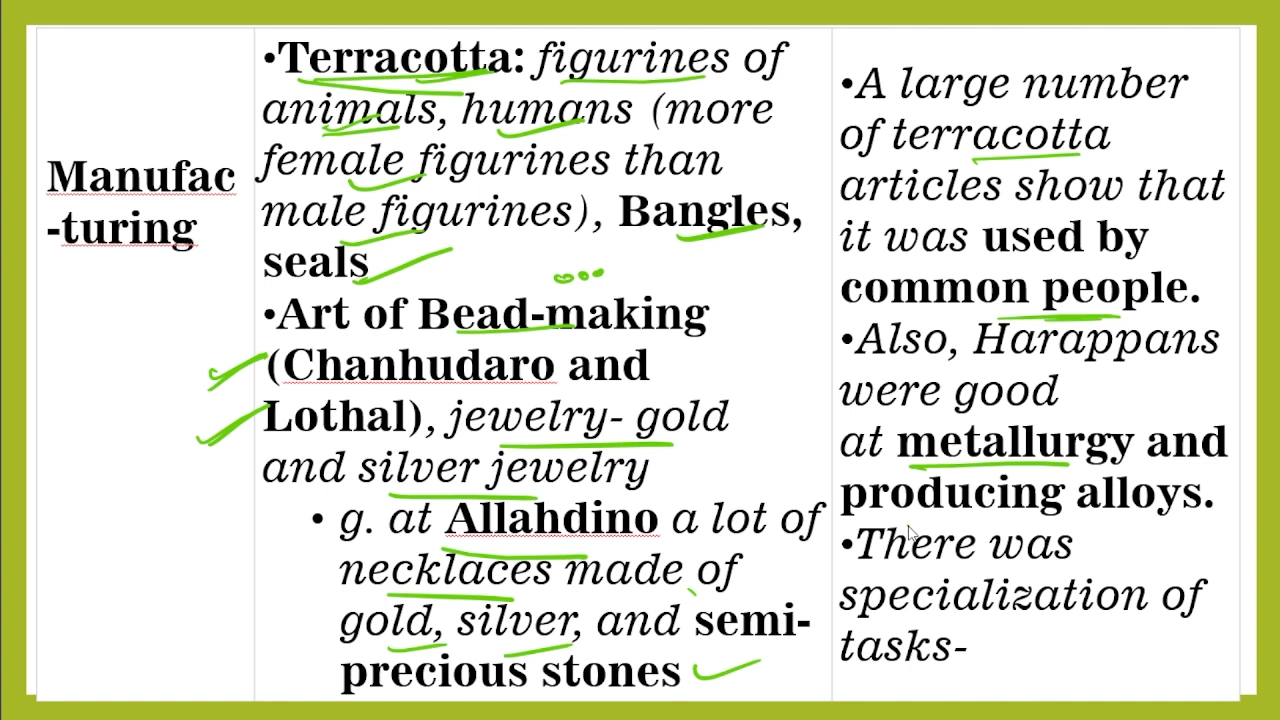 Manufac
-turing
•Terracotta: figurines of
animals, humans (more
female figurines than
male figurines), Bangles,
seals
•Art of Bead-making
(Chanhudaro and
Lothal), jewelry- gold
and silver jewelry
• g. at Allahdino a lot of
necklaces made of
gold, silver, and semi-
precious stones
•A large number
of terracotta
articles show that
it was used by
common people.
•Also, Harappans
were good
at metallurgy and
producing alloys.
•There was
specialization of
tasks-